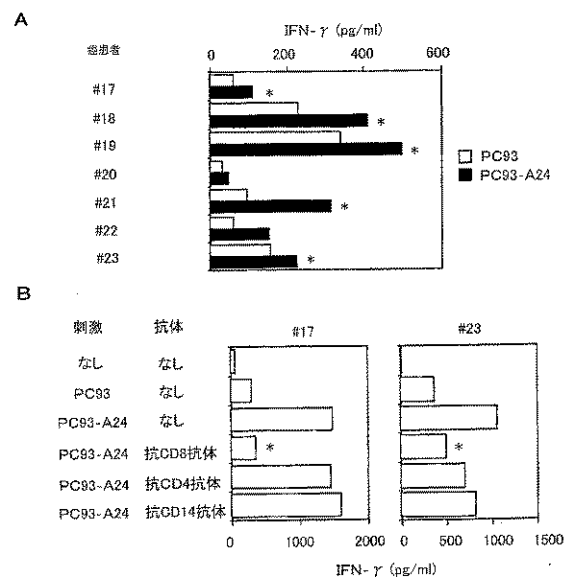 A
IFN-γ (pg/ml)
癌患者
0 200 400 600
#17
*
#18
*
#19
*
#20
#21
*
#22
#23
*
PC93
PC93-A24
B
刺激 抗体 #17 #23
なし なし
PC93 なし
PC93-A24 なし
PC93-A24 抗CD8抗体 * *
PC93-A24 抗CD4抗体
PC93-A24 抗CD14抗体
0 1000 2000 0 500 1000 1500
IFN-γ (pg/ml)